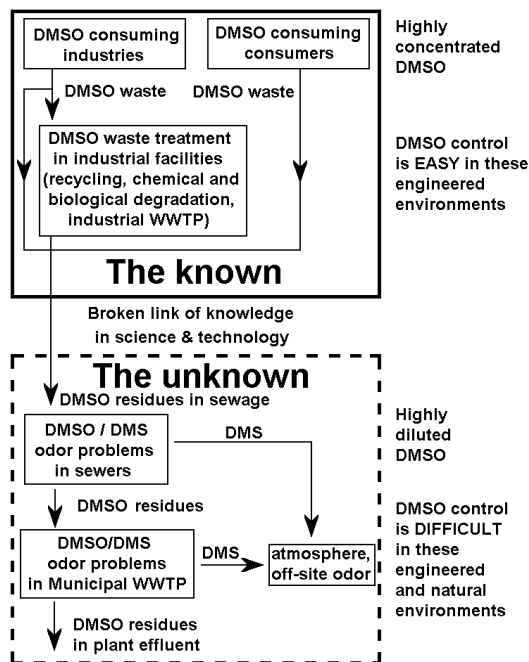 DMSO consuming
industries
DMSO consuming
consumers
Highly
concentrated
DMSO
DMSO waste
DMSO waste
DMSO waste treatment
in industrial facilities
(recycling, chemical and
biological degradation,
industrial WWTP)
DMSO control
is EASY in these
engineered
environments
The known
Broken link of knowledge
in science & technology
The unknown
DMSO residues in sewage
DMSO / DMS
odor problems
in sewers
DMS
Highly
diluted
DMSO
DMSO residues
DMSO/DMS
odor problems
in Municipal WWTP
DMS
atmosphere,
off-site odor
DMSO control
is DIFFICULT
in these
engineered
and natural
environments
DMSO residues
in plant effluent